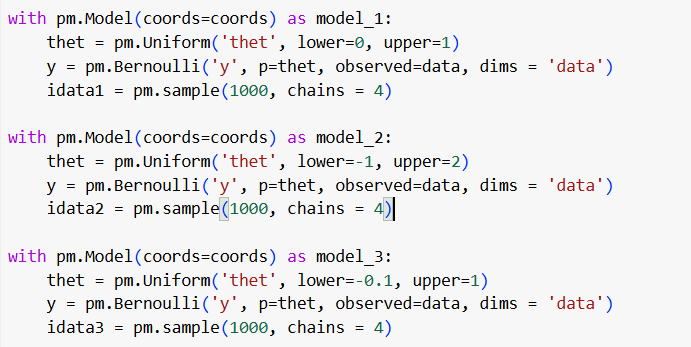 with pm.Model(coords=coords) as model_1:
    thet = pm.Uniform('thet', lower=0, upper=1)
    y = pm.Bernoulli('y', p=thet, observed=data, dims = 'data')
    idata1 = pm.sample(1000, chains = 4)

with pm.Model(coords=coords) as model_2:
    thet = pm.Uniform('thet', lower=-1, upper=2)
    y = pm.Bernoulli('y', p=thet, observed=data, dims = 'data')
    idata2 = pm.sample(1000, chains = 4)

with pm.Model(coords=coords) as model_3:
    thet = pm.Uniform('thet', lower=-0.1, upper=1)
    y = pm.Bernoulli('y', p=thet, observed=data, dims = 'data')
    idata3 = pm.sample(1000, chains = 4)